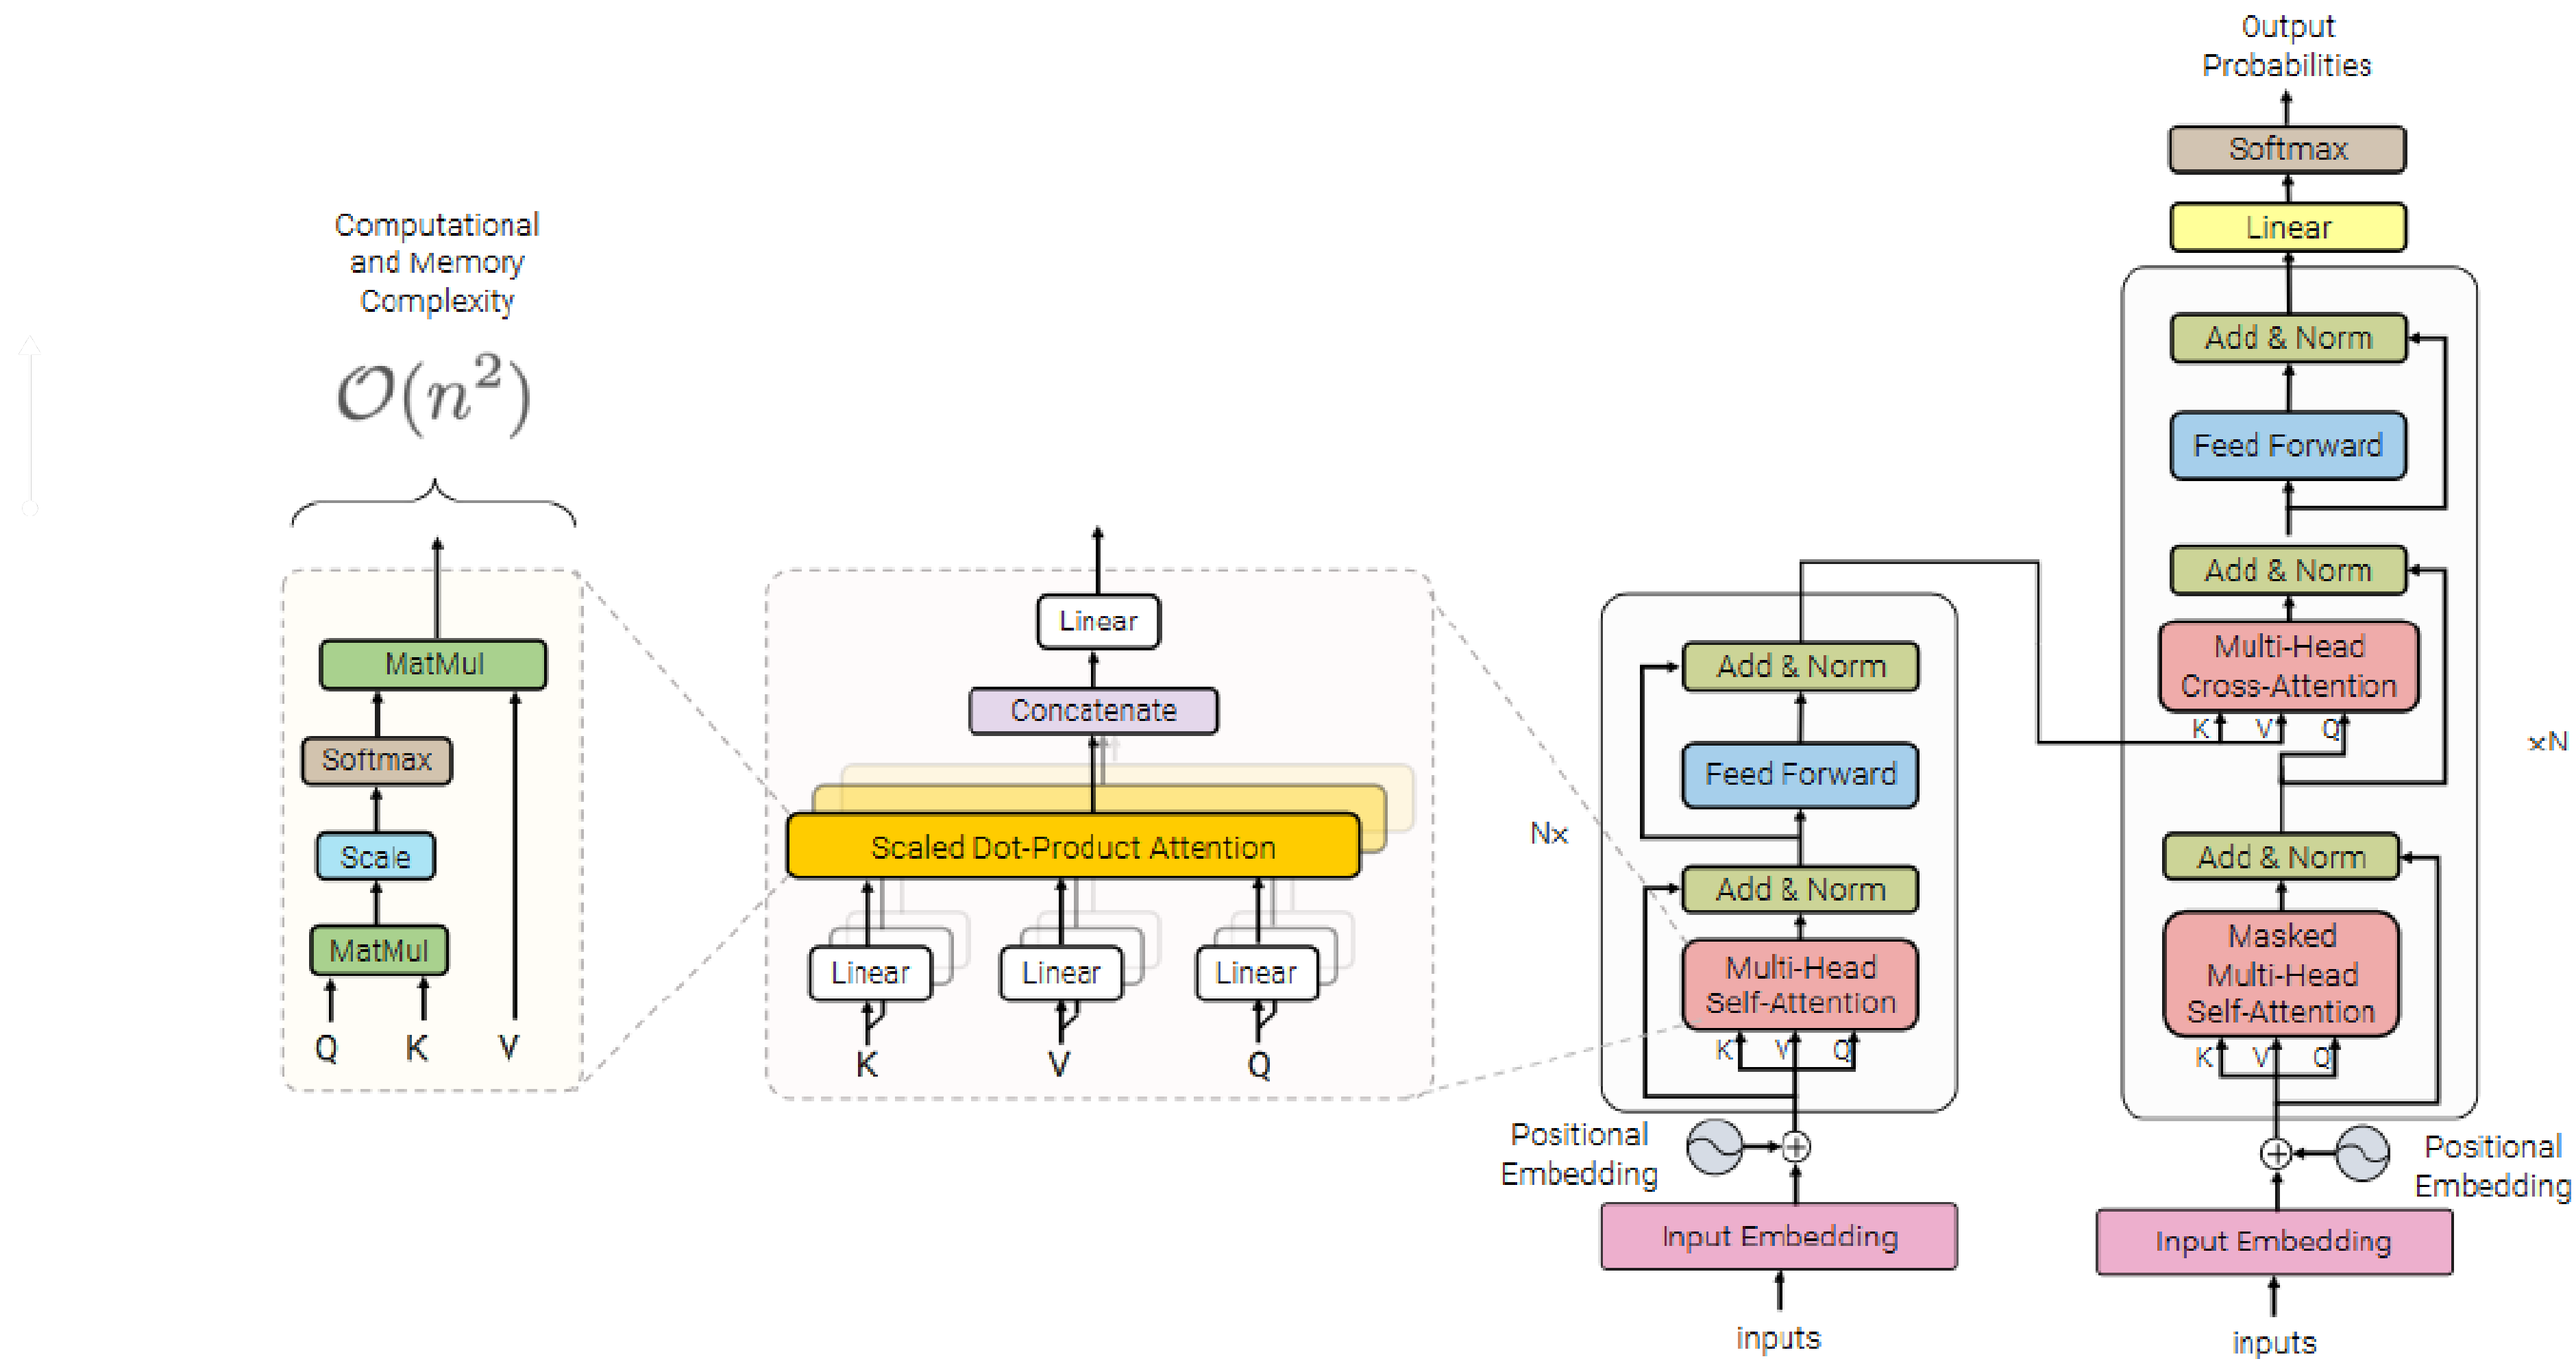 Computational
and Memory
Complexity
O(n²)
MatMul
Softmax
Scale
MatMul
Q K V
Linear
Concatenate
Scaled Dot-Product Attention
Linear Linear Linear
K V Q
Nx
Add & Norm
Feed Forward
Add & Norm
Multi-Head
Self-Attention
K V Q
Positional
Embedding
Input Embedding
inputs
Output
Probabilities
Softmax
Linear
Add & Norm
Feed Forward
Add & Norm
Multi-Head
Cross-Attention
K V Q
×N
Add & Norm
Masked
Multi-Head
Self-Attention
K V Q
Positional
Embedding
Input Embedding
inputs